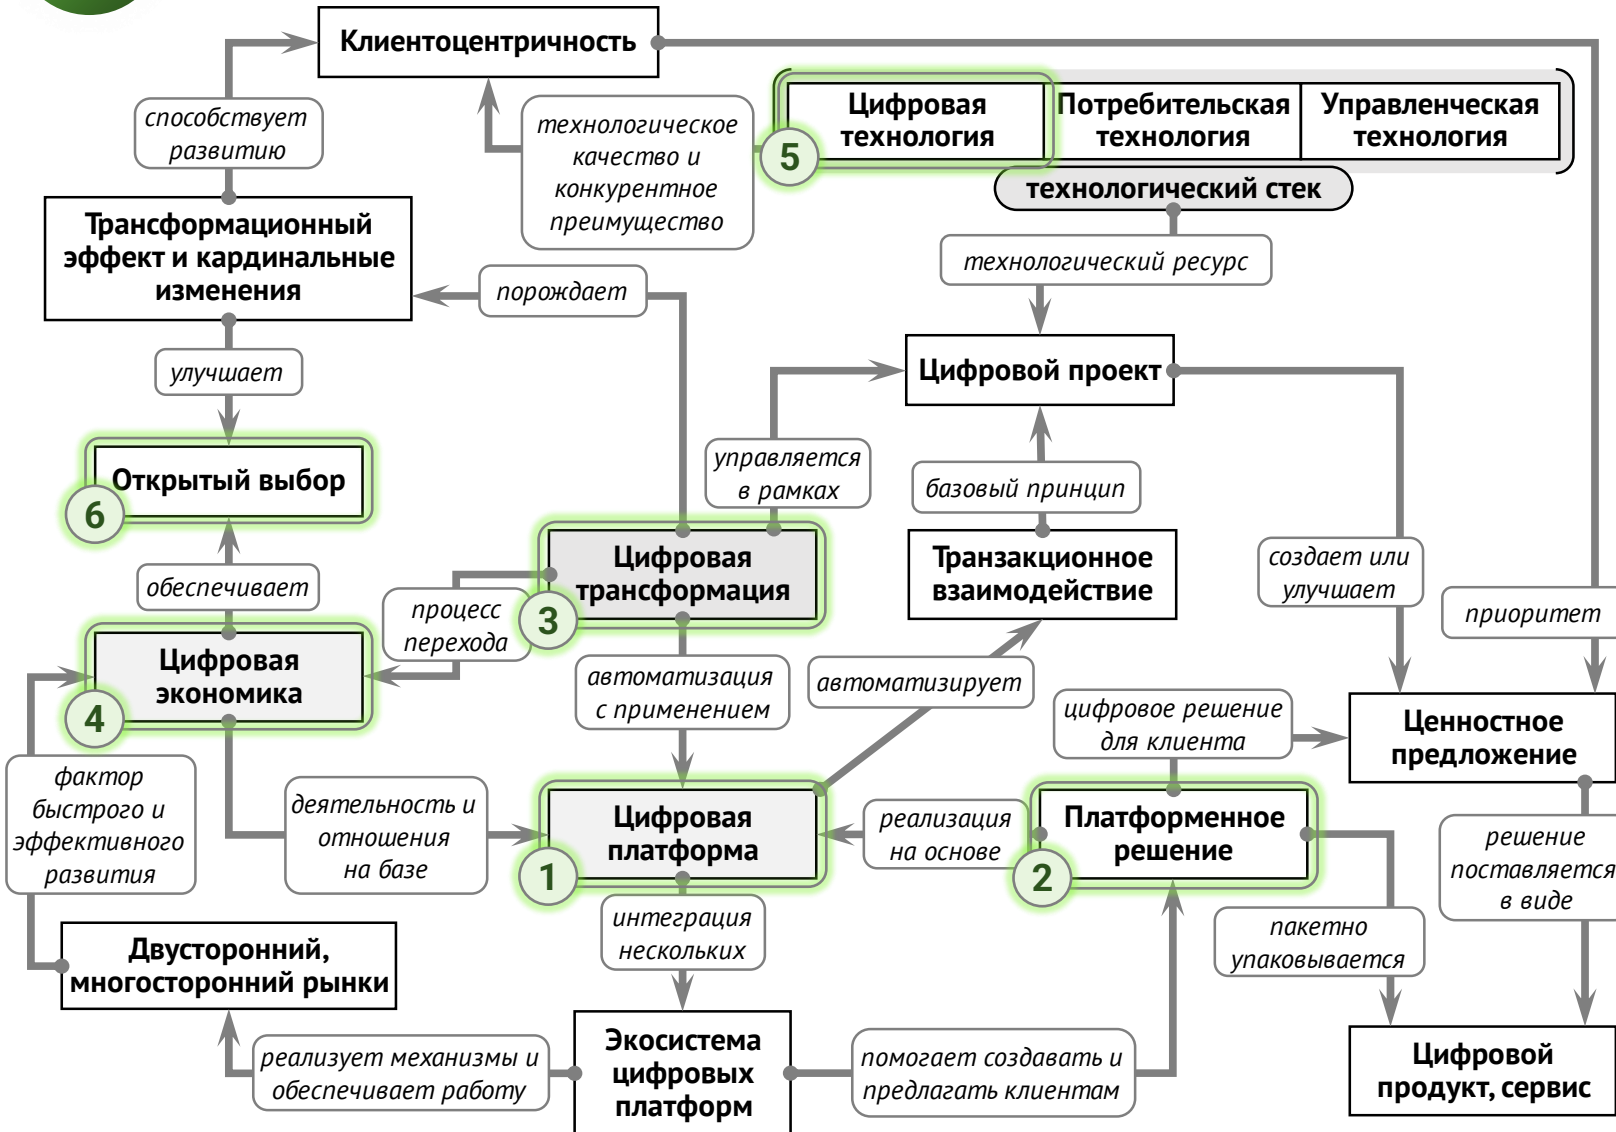 Клиентоцентричность
способствует
развитию
технологическое
качество и
конкурентное
преимущество
5
Цифровая
технология
Потребительская
технология
Управленческая
технология
технологический стек
Трансформационный
эффект и кардинальные
изменения
порождает
технологический ресурс
улучшает
Цифровой проект
Открытый выбор
6
управляется
в рамках
базовый принцип
обеспечивает
процесс
перехода
Цифровая
трансформация
3
Транзакционное
взаимодействие
создает или
улучшает
приоритет
Цифровая
экономика
4
автоматизация
с применением
автоматизирует
цифровое решение
для клиента
Ценностное
предложение
фактор
быстрого и
эффективного
развития
деятельность и
отношения
на базе
Цифровая
платформа
1
реализация
на основе
Платформенное
решение
2
решение
поставляется
в виде
интеграция
нескольких
пакетно
упаковывается
Двусторонний,
многосторонний рынки
реализует механизмы и
обеспечивает работу
Экосистема
цифровых
платформ
помогает создавать и
предлагать клиентам
Цифровой
продукт, сервис